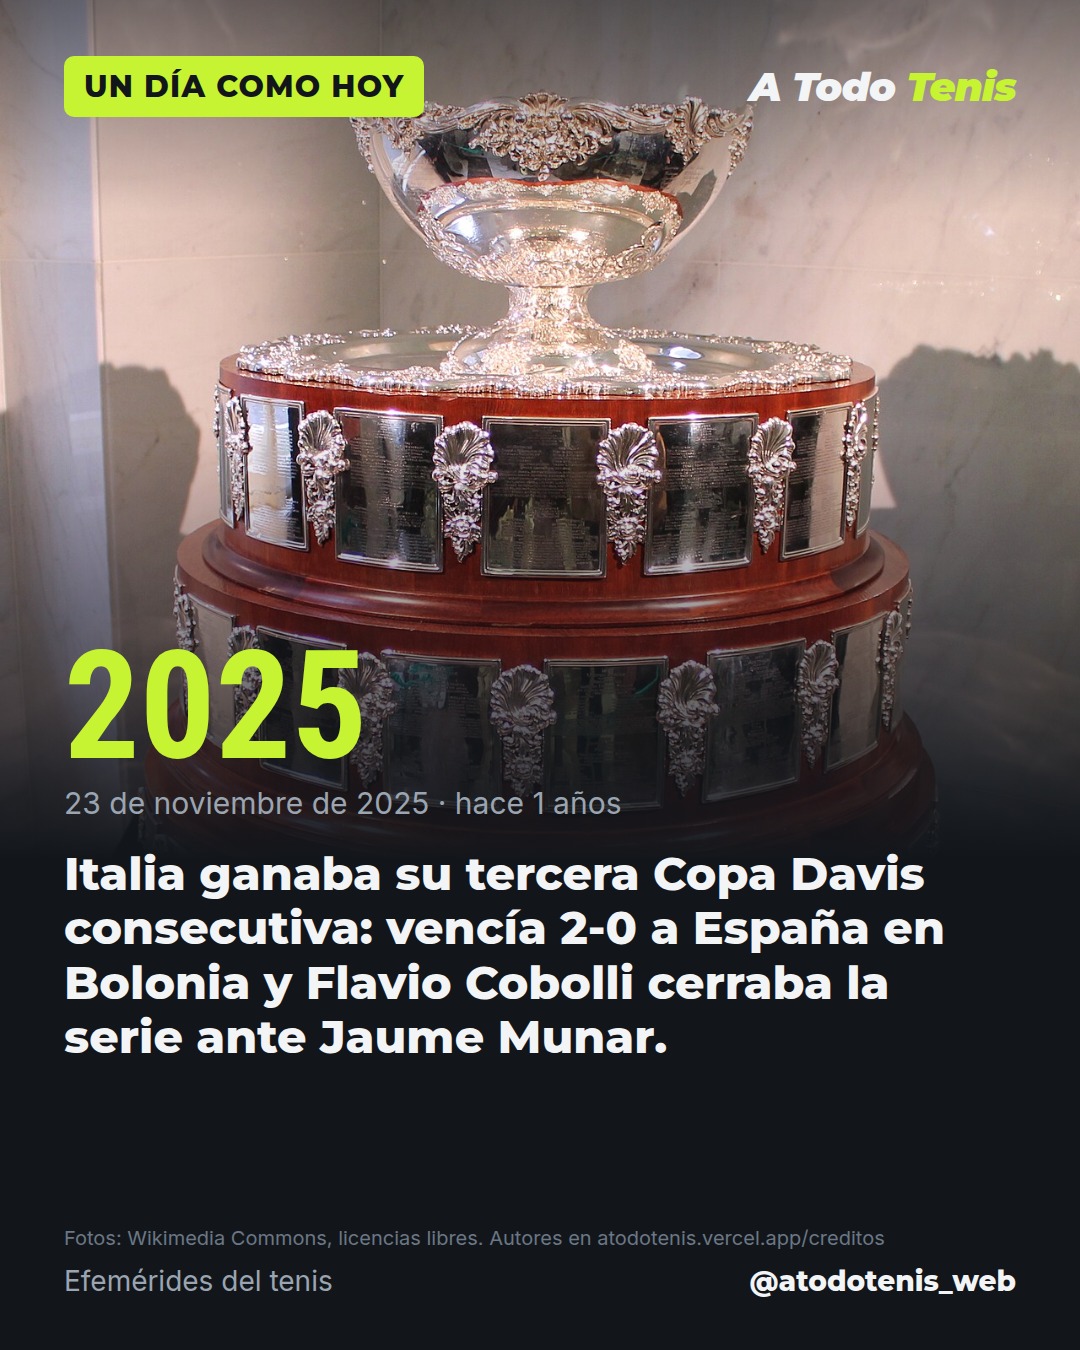 UN DÍA COMO HOY
A Todo Tenis
2025
23 de noviembre de 2025 · hace 1 años
Italia ganaba su tercera Copa Davis
consecutiva: vencía 2-0 a España en
Bolonia y Flavio Cobolli cerraba la
serie ante Jaume Munar.
Fotos: Wikimedia Commons, licencias libres. Autores en atodotenis.vercel.app/creditos
Efemérides del tenis
@atodotenis_web